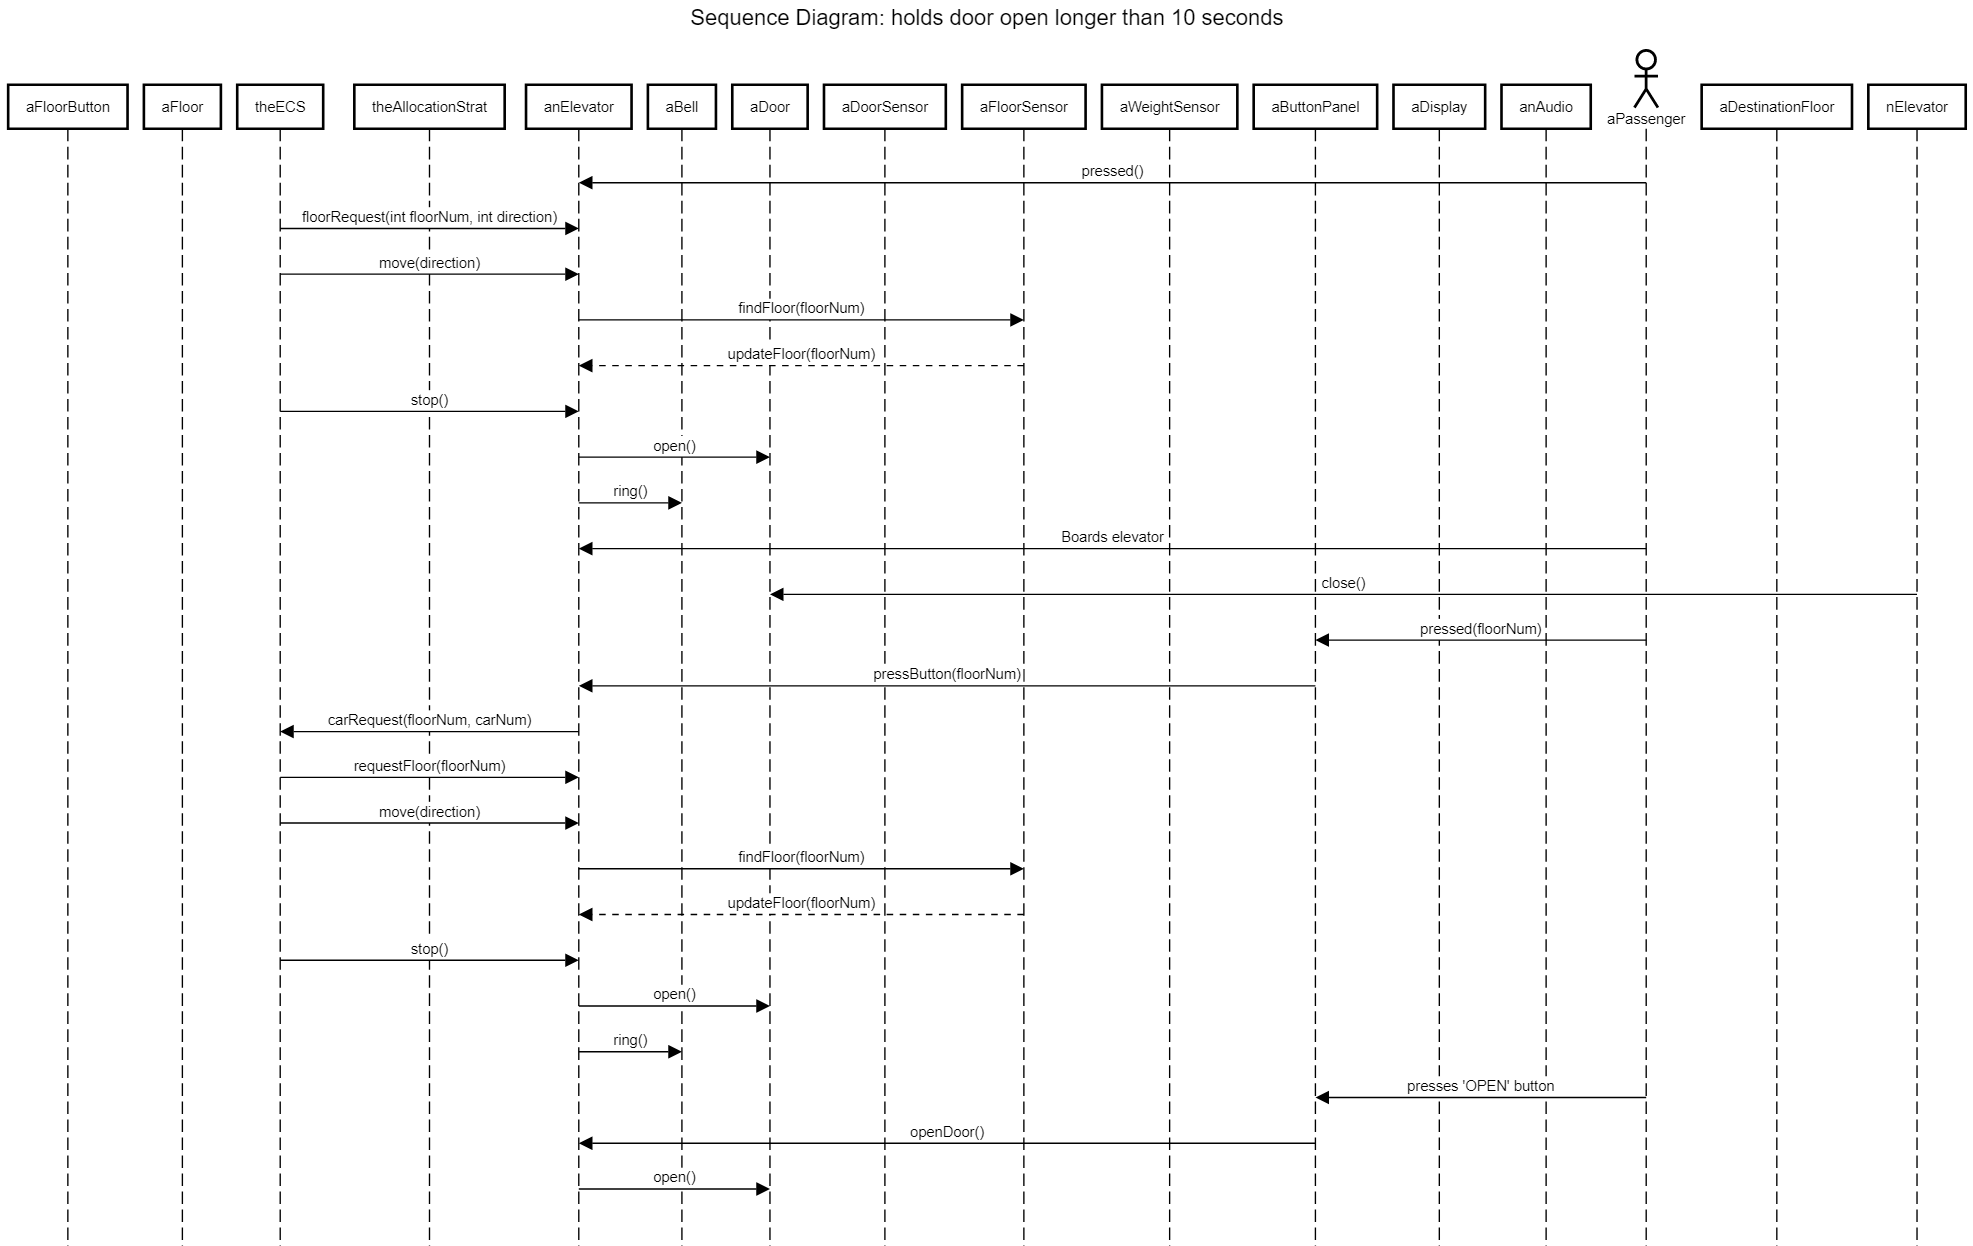 Sequence Diagram: holds door open longer than 10 seconds
aFloorButton
aFloor
theECS
theAllocationStrat
anElevator
aBell
aDoor
aDoorSensor
aFloorSensor
aWeightSensor
aButtonPanel
aDisplay
anAudio
aPassenger
aDestinationFloor
nElevator
pressed()
floorRequest(int floorNum, int direction)
move(direction)
findFloor(floorNum)
updateFloor(floorNum)
stop()
open()
ring()
Boards elevator
close()
pressed(floorNum)
pressButton(floorNum)
carRequest(floorNum, carNum)
requestFloor(floorNum)
move(direction)
findFloor(floorNum)
updateFloor(floorNum)
stop()
open()
ring()
presses 'OPEN' button
openDoor()
open()